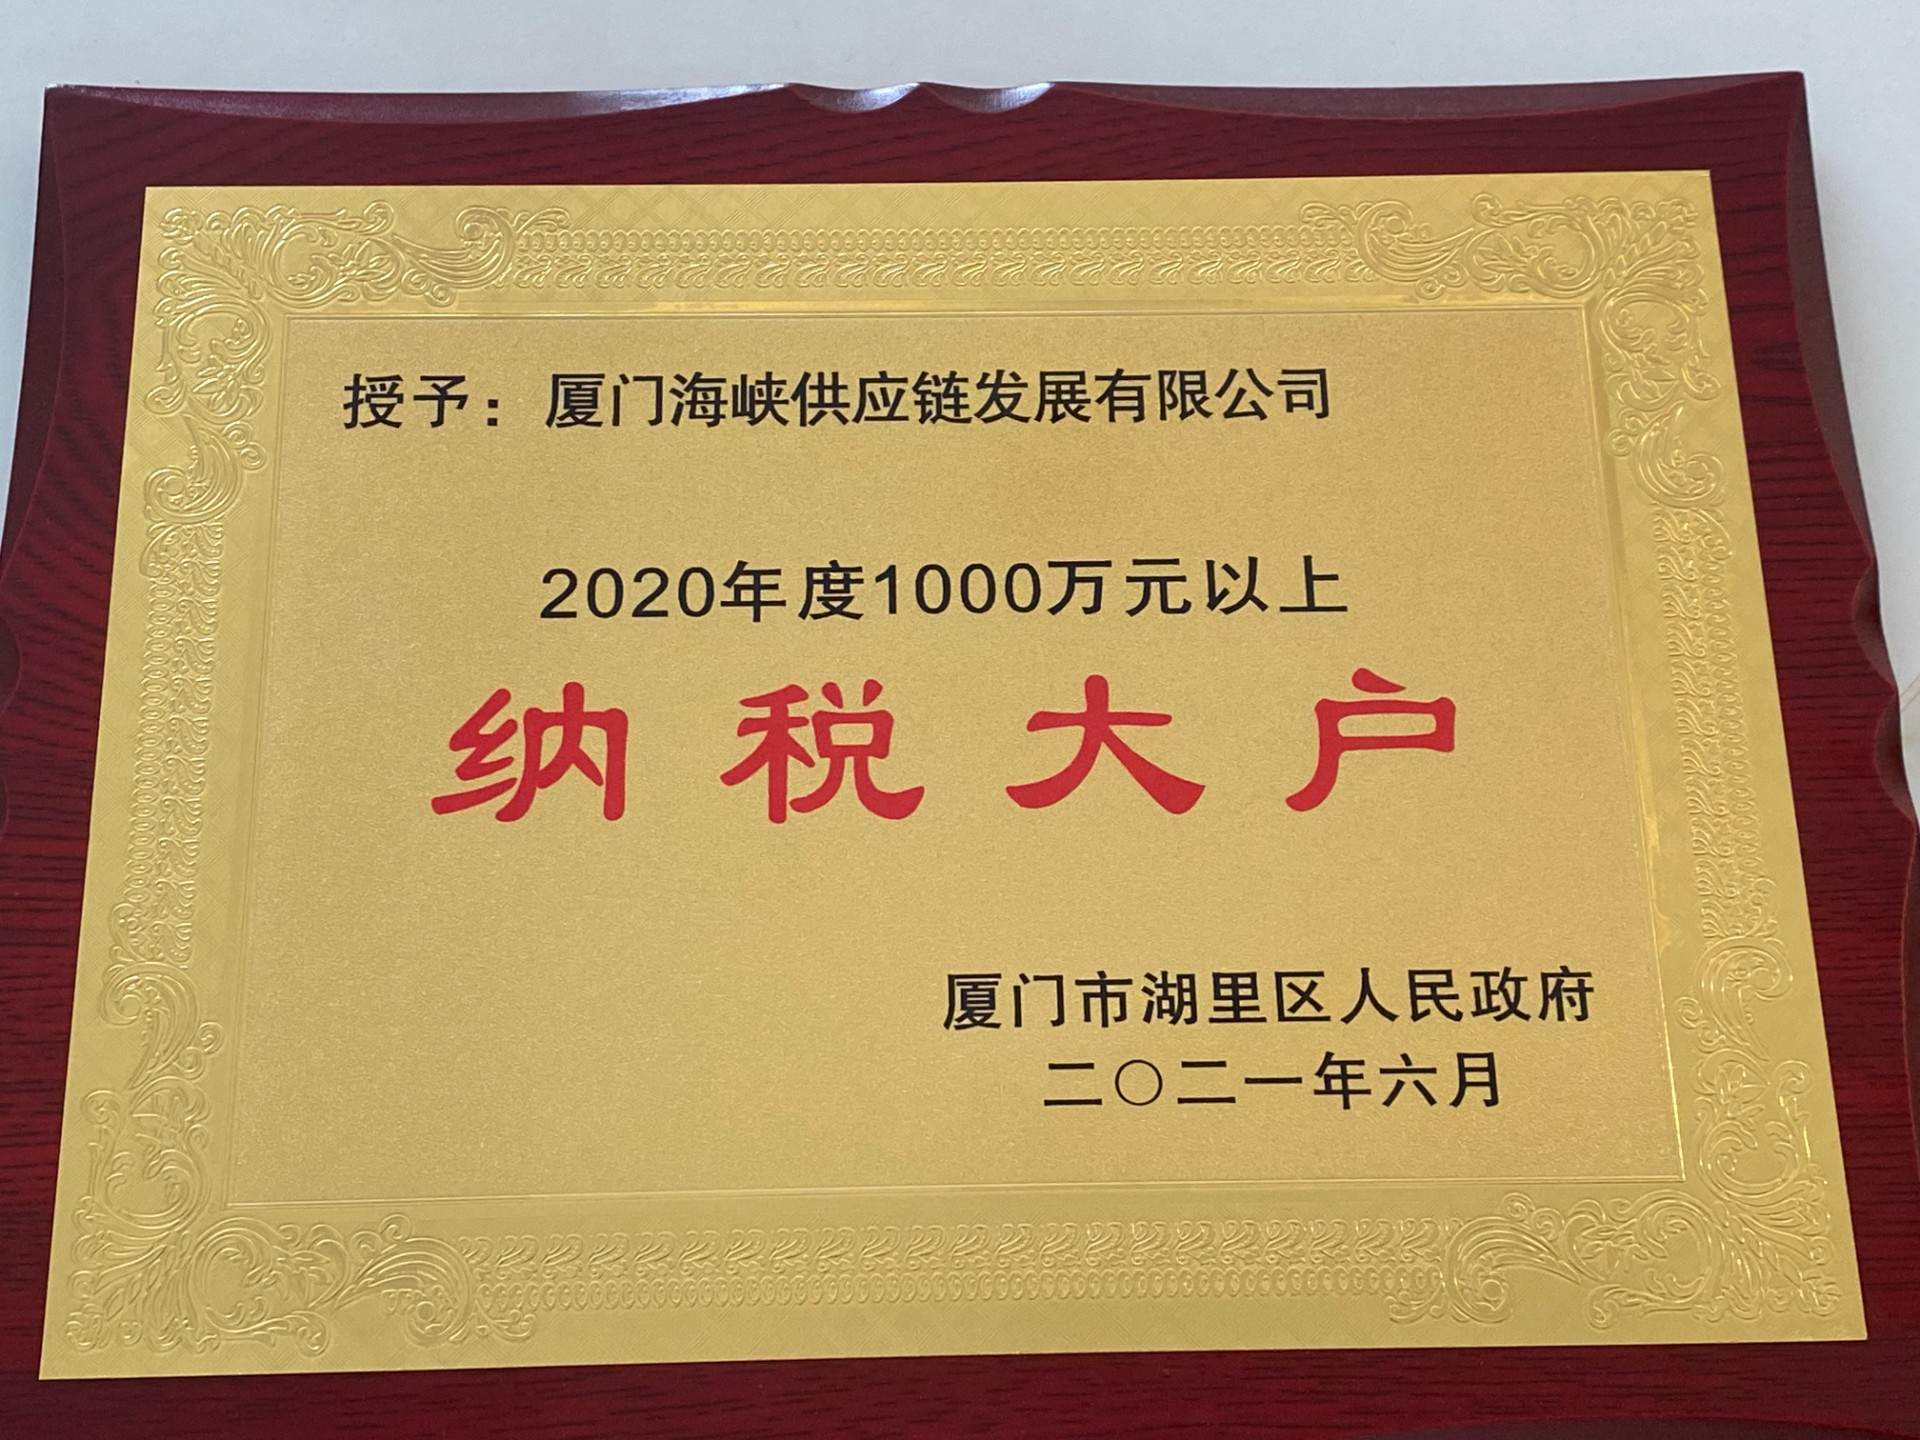 授予：厦门海峡供应链发展有限公司
2020年度1000万元以上
纳税大户
厦门市湖里区人民政府
二〇二一年六月